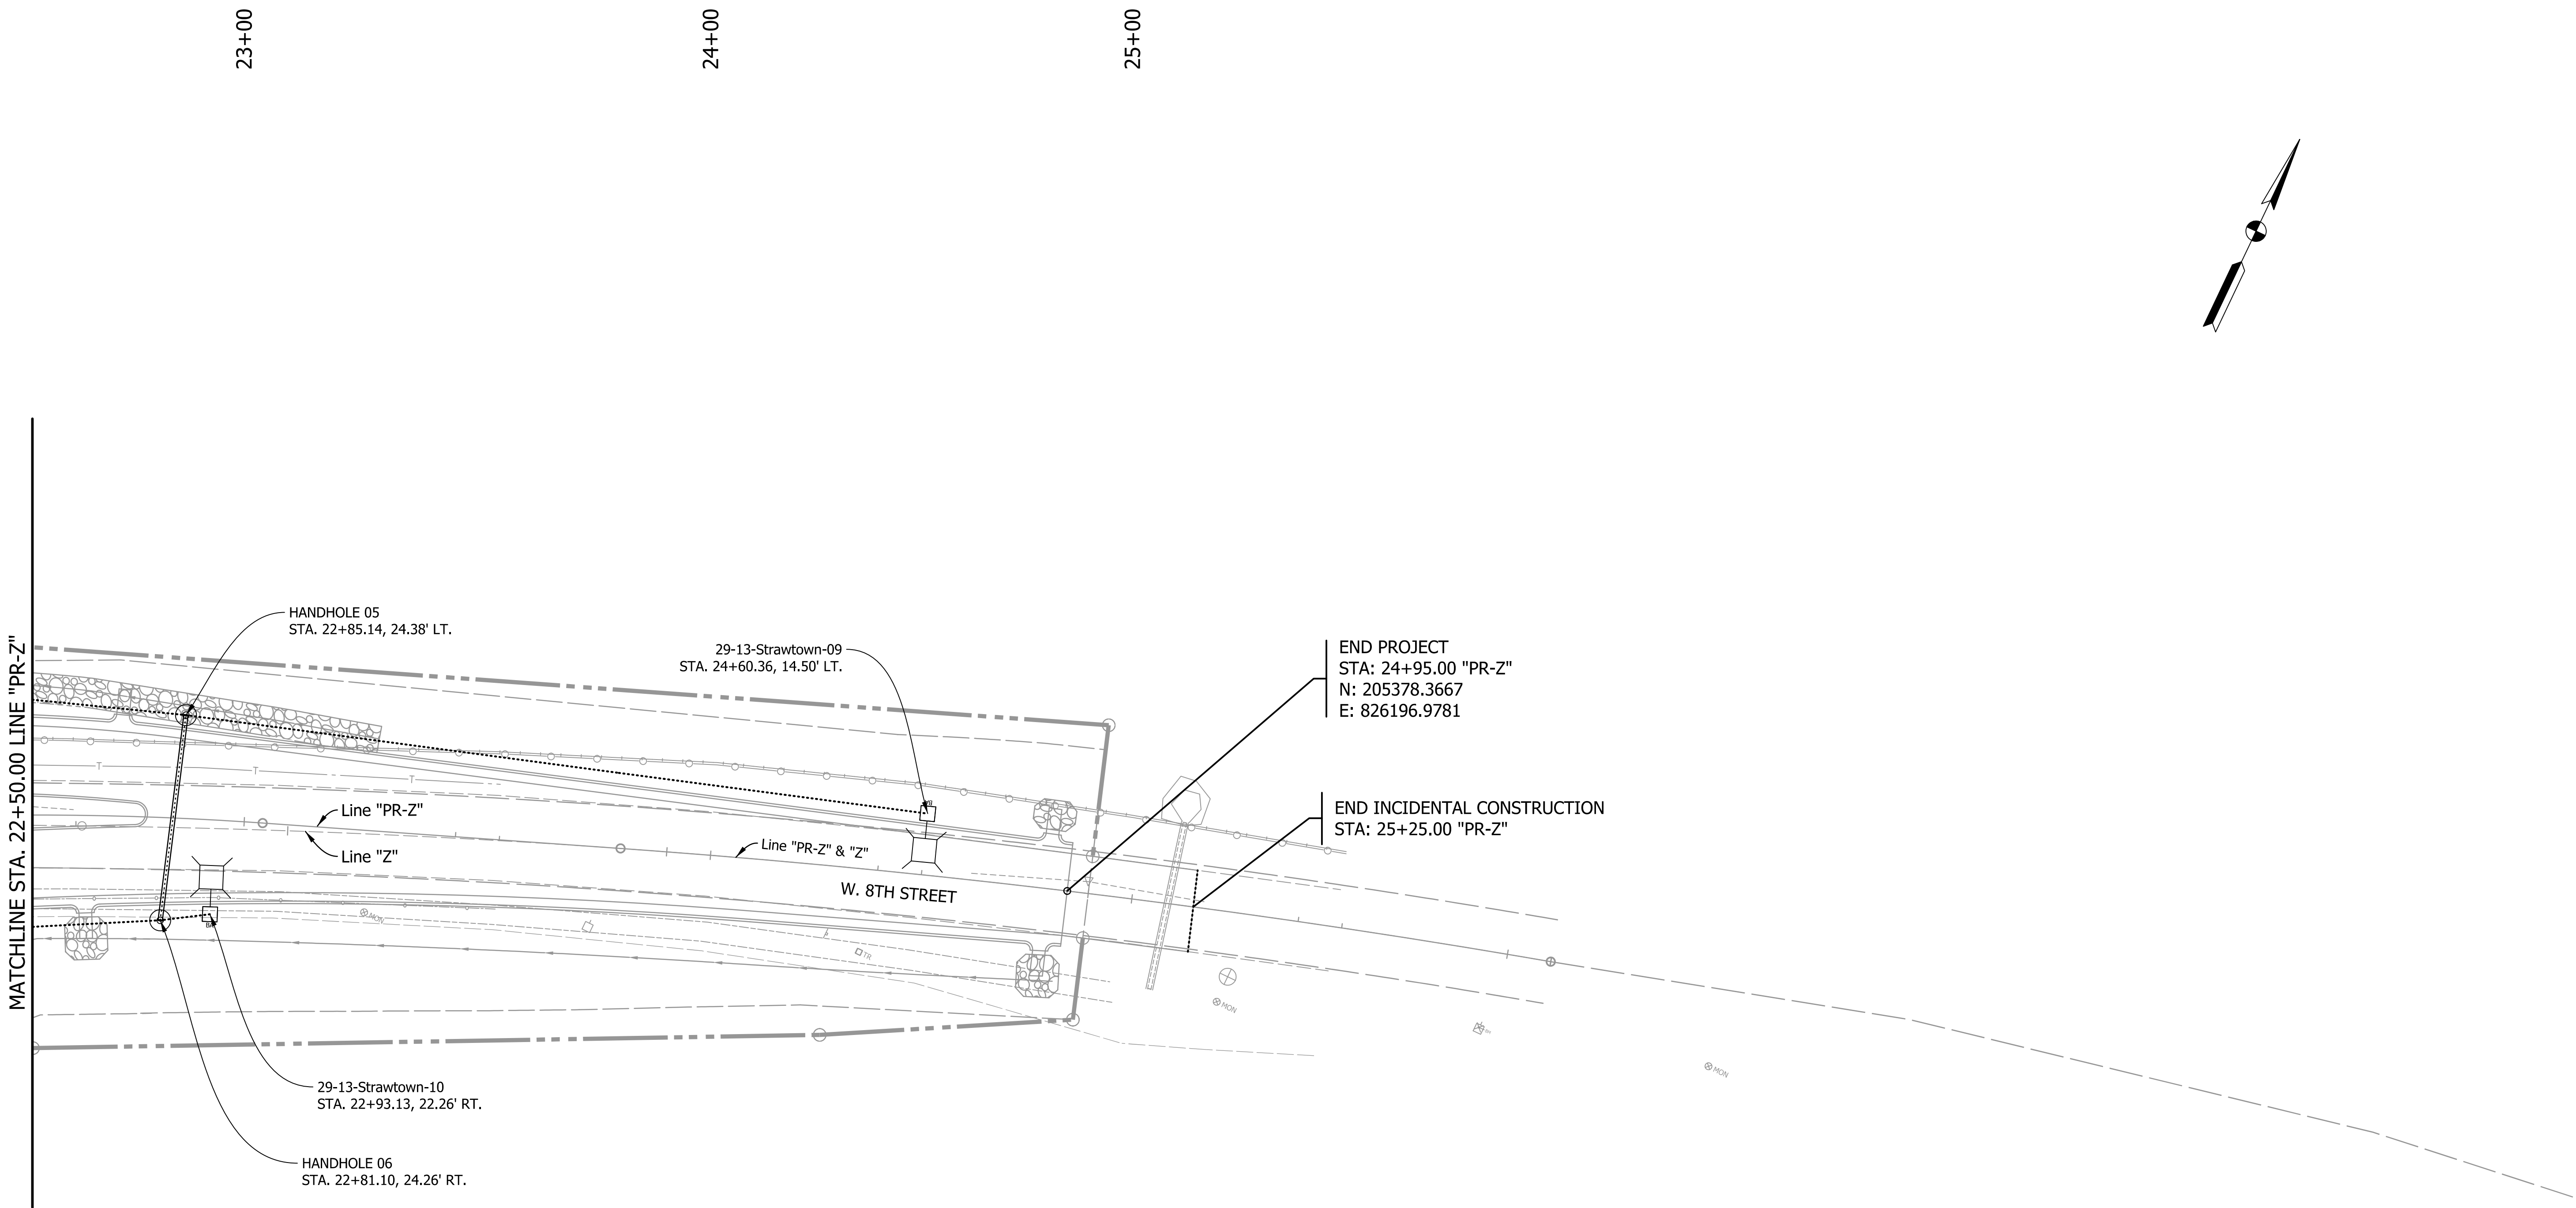 23+00
24+00
25+00
MATCHLINE STA. 22+50.00 LINE "PR-Z"
HANDHOLE 05
STA. 22+85.14, 24.38' LT.
29-13-Strawtown-09
STA. 24+60.36, 14.50' LT.
END PROJECT
STA: 24+95.00 "PR-Z"
N: 205378.3667
E: 826196.9781
END INCIDENTAL CONSTRUCTION
STA: 25+25.00 "PR-Z"
T
T
T
Line "PR-Z"
Line "Z"
Line "PR-Z" & "Z"
W. 8TH STREET
MON
TR
MON
MON
29-13-Strawtown-10
STA. 22+93.13, 22.26' RT.
HANDHOLE 06
STA. 22+81.10, 24.26' RT.